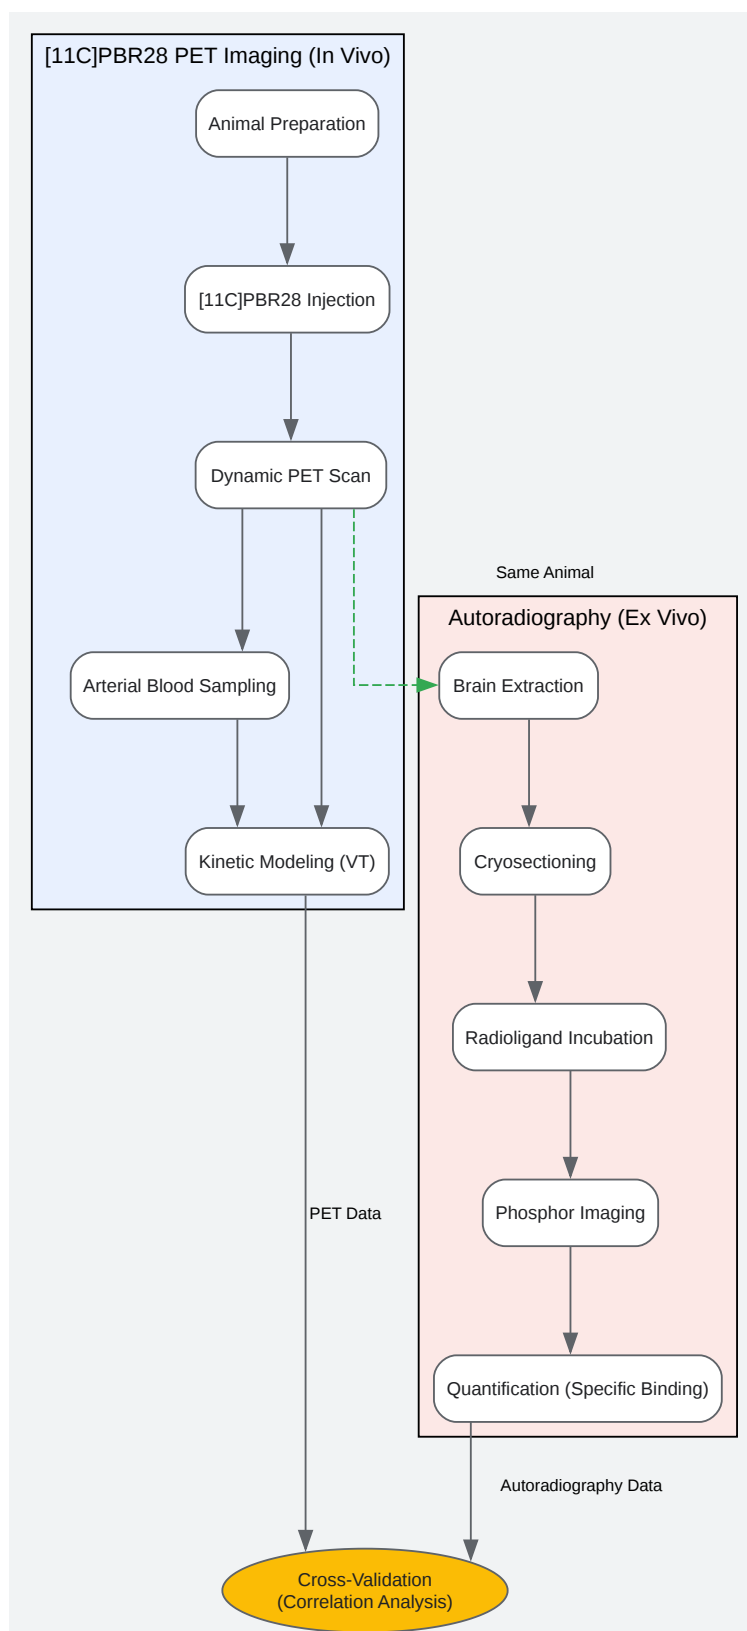 [11C]PBR28 PET Imaging (In Vivo)
Animal Preparation
[11C]PBR28 Injection
Dynamic PET Scan
Arterial Blood Sampling
Kinetic Modeling (VT)
Same Animal
Autoradiography (Ex Vivo)
Brain Extraction
Cryosectioning
Radioligand Incubation
Phosphor Imaging
Quantification (Specific Binding)
PET Data
Autoradiography Data
Cross-Validation
(Correlation Analysis)